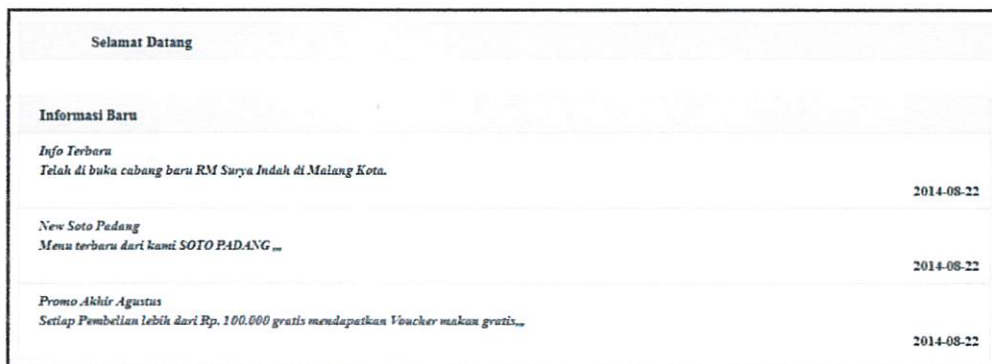 Selamat Datang
Informasi Baru
Info Terbaru
Telah di buka cabang baru RM Surya Indah di Malang Kota.
2014-08-22
New Soto Padang
Menu terbaru dari kami SOTO PADANG ,,,
2014-08-22
Promo Akhir Agustus
Setiap Pembelian lebih dari Rp. 100.000 gratis mendapatkan Voucher makan gratis,,,
2014-08-22